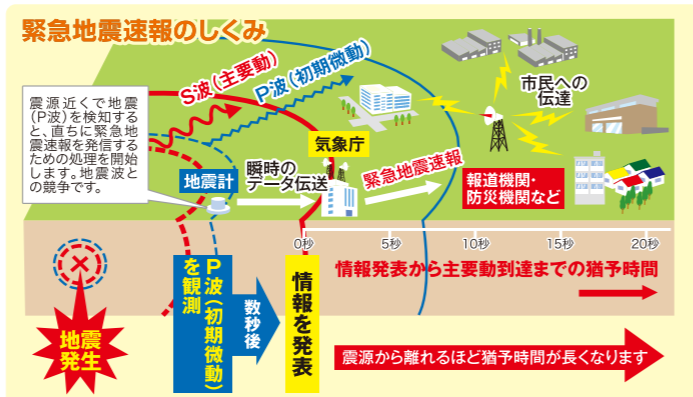 緊急地震速報のしくみ
震源近くで地震
(P波)を検知する
と、直ちに緊急地
震速報を発信する
ための処理を開始
します。地震波と
の競争です。
S波(主要動)
P波(初期微動)
地震計
瞬時の
データ伝送
気象庁
緊急地震速報
市民への
伝達
報道機関・
防災機関など
0秒
5秒
10秒
15秒
20秒
情報発表から主要動到達までの猶予時間
地震
発生
P波(初期微動)
を観測
数秒後
情報を発表
震源から離れるほど猶予時間が長くなります